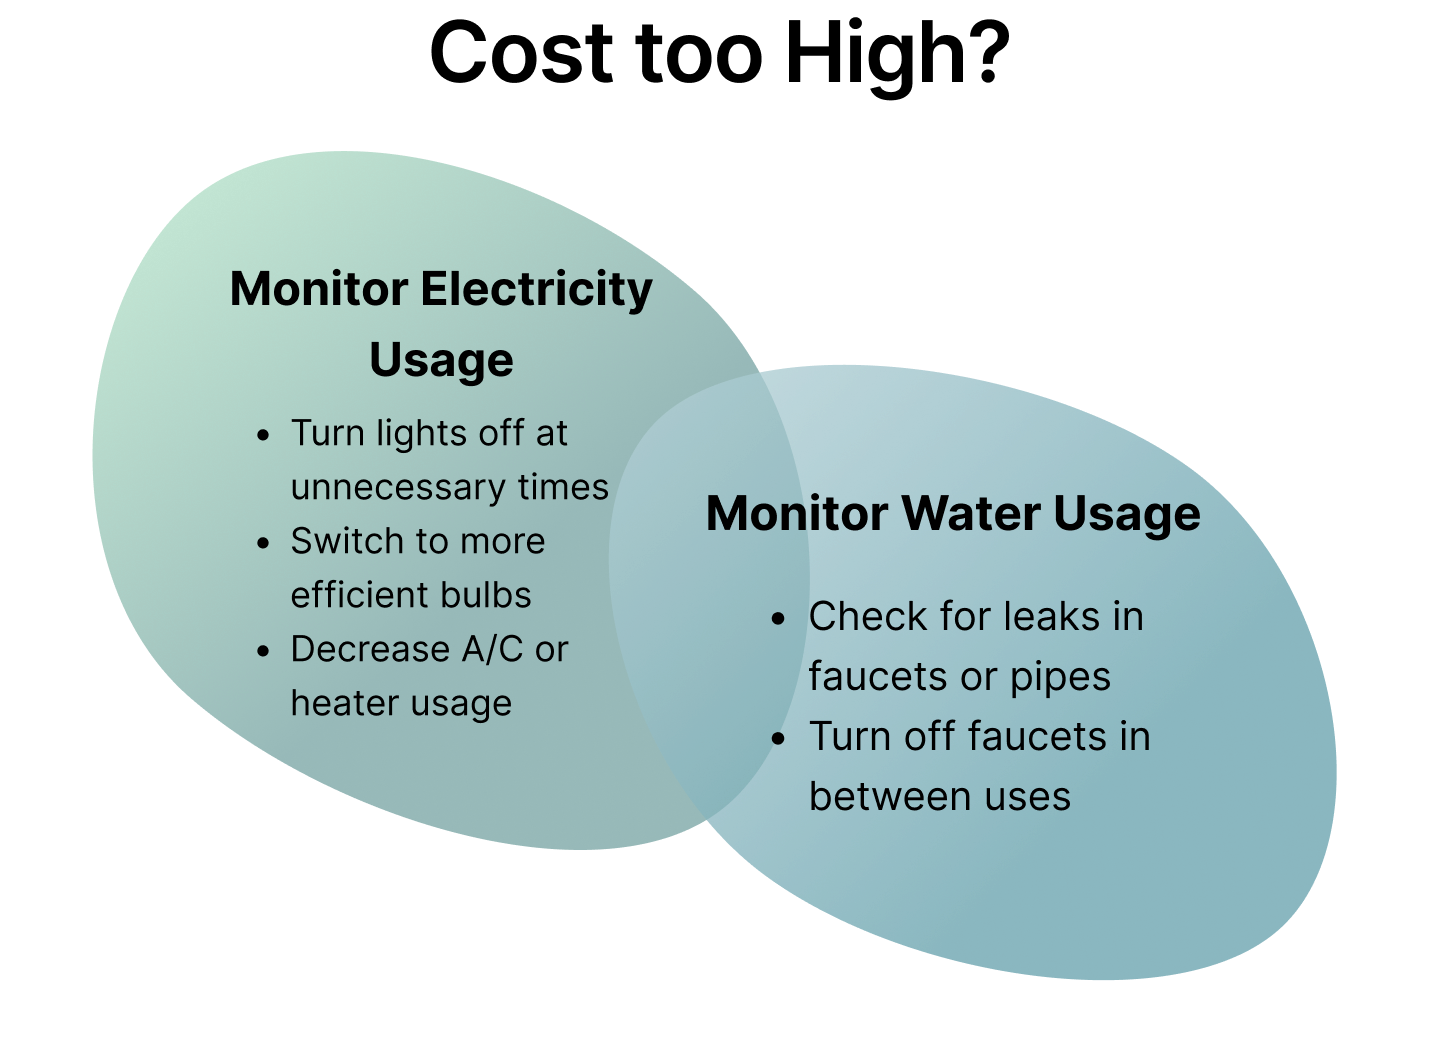 Cost too High?
Monitor Electricity
Usage
• Turn lights off at
unnecessary times
• Switch to more
efficient bulbs
• Decrease A/C or
heater usage
Monitor Water Usage
• Check for leaks in
faucets or pipes
• Turn off faucets in
between uses